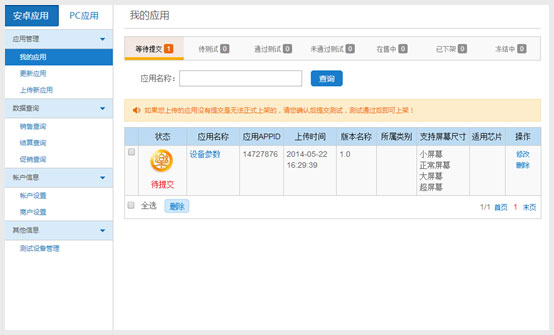 安卓应用 PC应用
应用管理
我的应用
更新应用
上传新应用
数据查询
销售查询
结算查询
促销查询
帐户信息
帐户设置
商户设置
其他信息
测试设备管理
我的应用
等待提交 1 待测试 0 通过测试 0 未通过测试 0 在售中 0 已下架 0 冻结中 0
应用名称： 查询
如果您上传的应用没有提交是无法正式上架的，请您确认后提交测试，测试通过后即可上架！
状态 应用名称 应用APPID 上传时间 版本名称 所属类别 支持屏幕尺寸 适用芯片 操作
待提交 设备参数 14727876 2014-05-22 16:29:39 1.0 小屏幕 正常屏幕 大屏幕 超屏幕 修改 删除
全选 删除 1/1 首页 1 末页